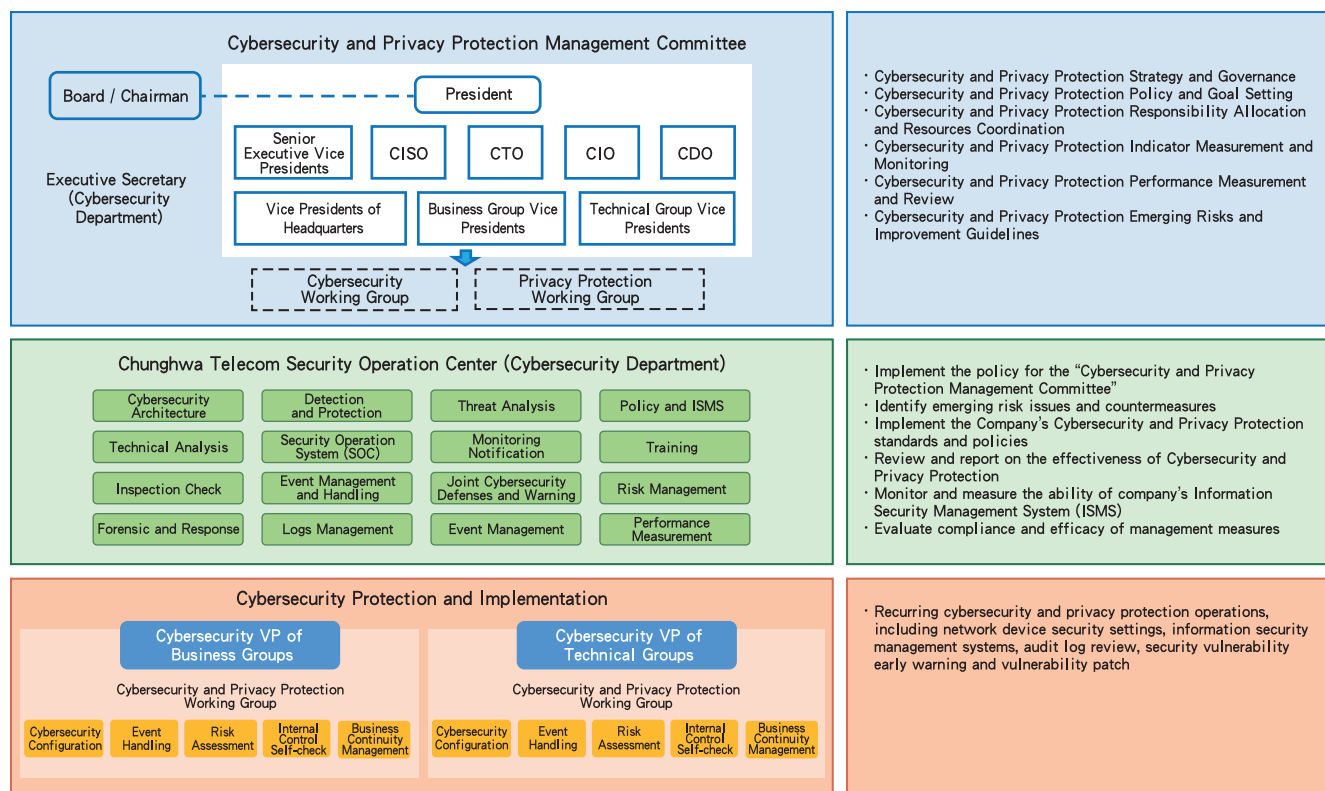 Cybersecurity and Privacy Protection Management Committee
Board / Chairman
President
Senior
Executive Vice
Presidents
CISO
CTO
CIO
CDO
Executive Secretary
(Cybersecurity
Department)
Vice Presidents of
Headquarters
Business Group Vice
Presidents
Technical Group Vice
Presidents
Cybersecurity
Working Group
Privacy Protection
Working Group
· Cybersecurity and Privacy Protection Strategy and Governance
· Cybersecurity and Privacy Protection Policy and Goal Setting
· Cybersecurity and Privacy Protection Responsibility Allocation
and Resources Coordination
· Cybersecurity and Privacy Protection Indicator Measurement and
Monitoring
· Cybersecurity and Privacy Protection Performance Measurement
and Review
· Cybersecurity and Privacy Protection Emerging Risks and
Improvement Guidelines
Chunghwa Telecom Security Operation Center (Cybersecurity Department)
Cybersecurity
Architecture
Detection
and Protection
Threat Analysis
Policy and ISMS
Technical Analysis
Security Operation
System (SOC)
Monitoring
Notification
Training
Inspection Check
Event Management
and Handling
Joint Cybersecurity
Defenses and Warning
Risk Management
Forensic and Response
Logs Management
Event Management
Performance
Measurement
· Implement the policy for the “Cybersecurity and Privacy
Protection Management Committee”
· Identify emerging risk issues and countermeasures
· Implement the Company’s Cybersecurity and Privacy Protection
standards and policies
· Review and report on the effectiveness of Cybersecurity and
Privacy Protection
· Monitor and measure the ability of company’s Information
Security Management System (ISMS)
· Evaluate compliance and efficacy of management measures
Cybersecurity Protection and Implementation
Cybersecurity VP of
Business Groups
Cybersecurity and Privacy Protection
Working Group
Cybersecurity
Configuration
Event
Handling
Risk
Assessment
Internal
Control
Self-check
Business
Continuity
Management
Cybersecurity VP of
Technical Groups
Cybersecurity and Privacy Protection
Working Group
Cybersecurity
Configuration
Event
Handling
Risk
Assessment
Internal
Control
Self-check
Business
Continuity
Management
· Recurring cybersecurity and privacy protection operations,
including network device security settings, information security
management systems, audit log review, security vulnerability
early warning and vulnerability patch